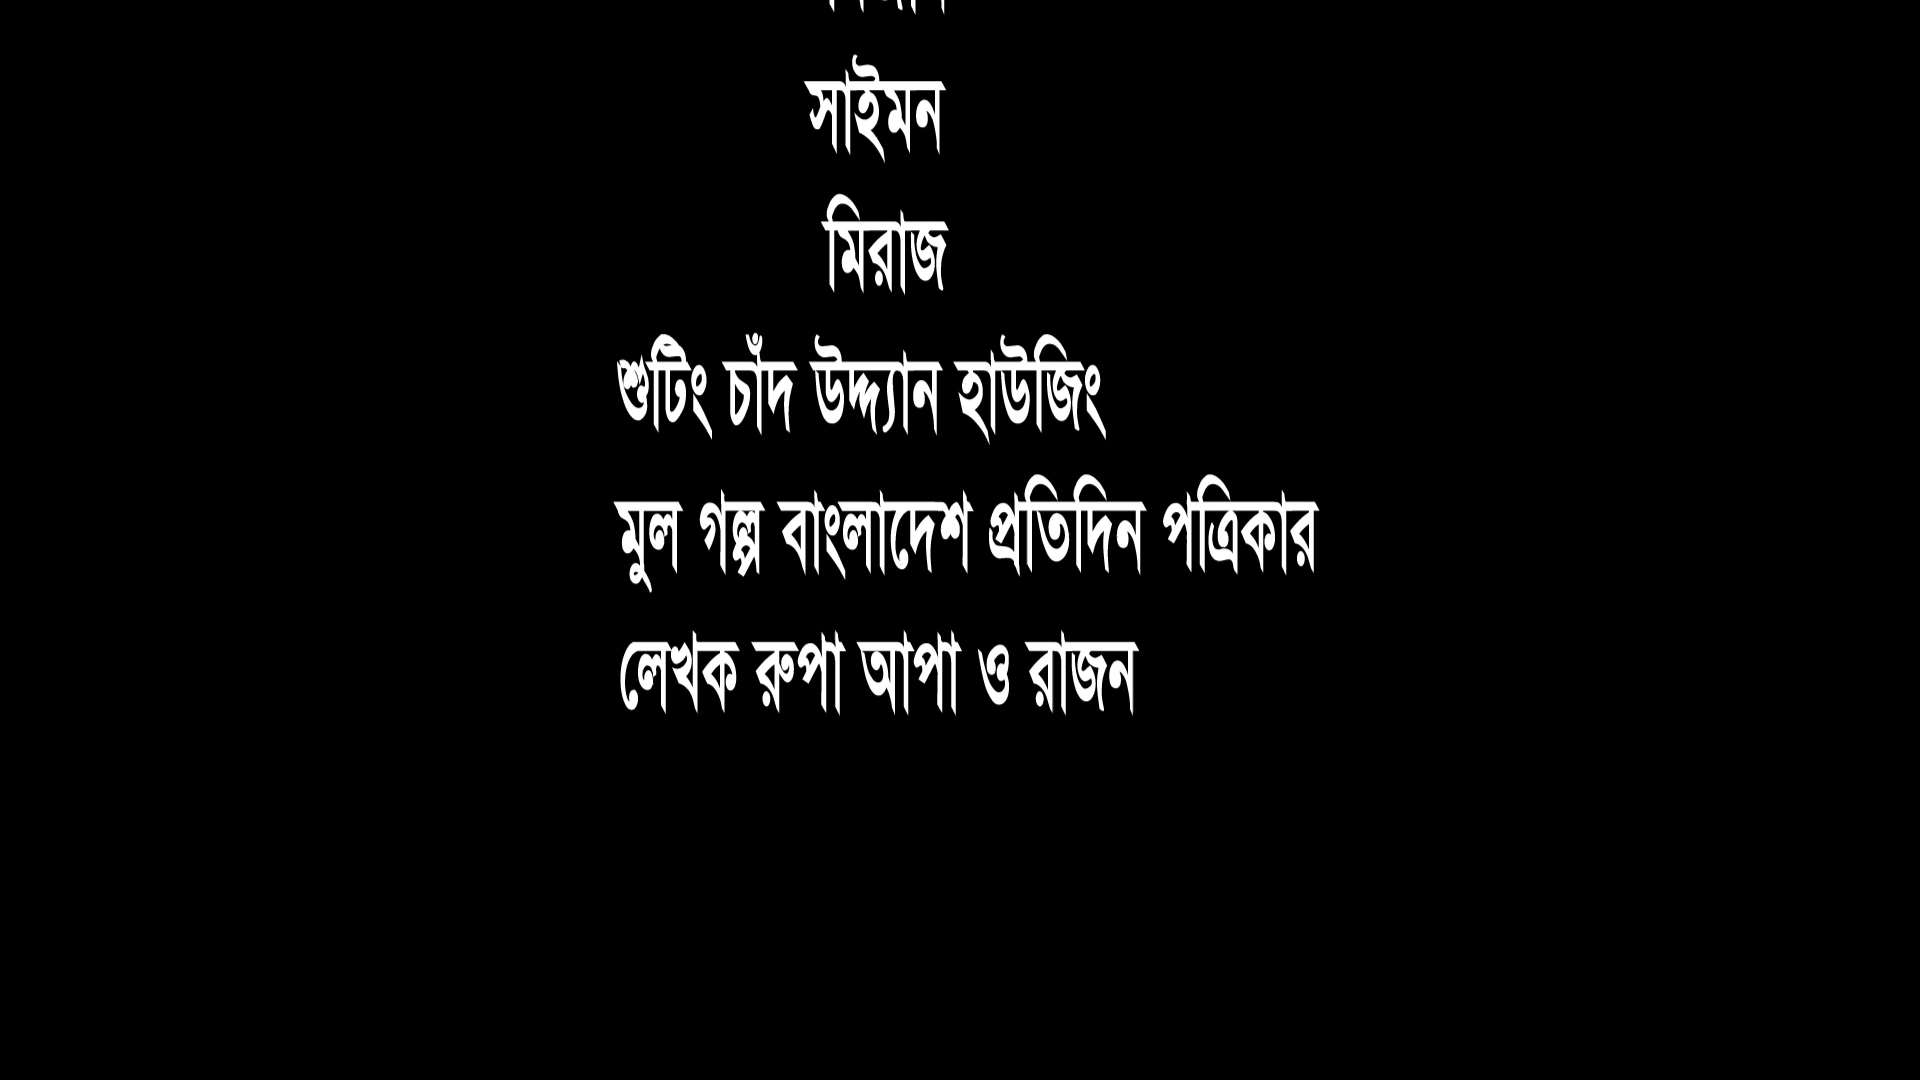 সাইমন
মিরাজ
শুটিং চাঁদ উদ্দ্যান হাউজিং
মুল গল্প বাংলাদেশ প্রতিদিন পত্রিকার
লেখক রুপা আপা ও রাজন